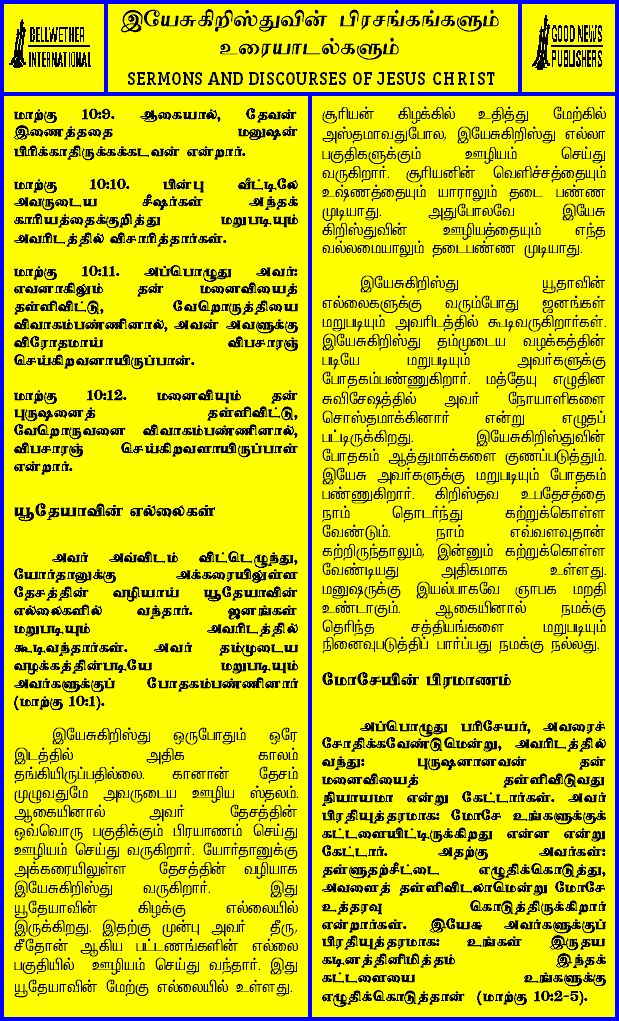 BELLWETHER
INTERNATIONAL
இயேசுகிறிஸ்துவின் பிரசங்கங்களும்
உரையாடல்களும்
SERMONS AND DISCOURSES OF JESUS CHRIST
GOOD NEWS
PUBLISHERS
மாற்கு 10:9. ஆகையால், தேவன்
இணைத்ததை மனுஷன்
பிரிக்காதிருக்கக்கடவன் என்றார்.
மாற்கு 10:10. பின்பு வீட்டிலே
அவருடைய சீஷர்கள் அந்தக்
காரியத்தைக்குறித்து மறுபடியும்
அவரிடத்தில் விசாரித்தார்கள்.
மாற்கு 10:11. அப்பொழுது அவர்:
எவனாகிலும் தன் மனைவியைத்
தள்ளிவிட்டு, வேறொருத்தியை
விவாகம்பண்ணினால், அவன் அவளுக்கு
விரோதமாய் விபசாரஞ்
செய்கிறவனாயிருப்பான்.
மாற்கு 10:12. மனைவியும் தன்
புருஷனைத் தள்ளிவிட்டு,
வேறொருவனை விவாகம்பண்ணினால்,
விபசாரஞ் செய்கிறவளாயிருப்பாள்
என்றார்.
யூதேயாவின் எல்லைகள்
அவர் அவ்விடம் விட்டெழுந்து,
யோர்தானுக்கு அக்கரையிலுள்ள
தேசத்தின் வழியாய் யூதேயாவின்
எல்லைகளில் வந்தார். ஜனங்கள்
மறுபடியும் அவரிடத்தில்
கூடிவந்தார்கள். அவர் தம்முடைய
வழக்கத்தின்படியே மறுபடியும்
அவர்களுக்குப் போதகம்பண்ணினார்
(மாற்கு 10:1).
இயேசுகிறிஸ்து ஒருபோதும் ஒரே
இடத்தில் அதிக காலம்
தங்கியிருப்பதில்லை. கானான் தேசம்
முழுவதுமே அவருடைய ஊழிய ஸ்தலம்.
ஆகையினால் அவர் தேசத்தின்
ஒவ்வொரு பகுதிக்கும் பிரயாணம் செய்து
ஊழியம் செய்து வருகிறார். யோர்தானுக்கு
அக்கரையிலுள்ள தேசத்தின் வழியாக
இயேசுகிறிஸ்து வருகிறார். இது
யூதேயாவின் கிழக்கு எல்லையில்
இருக்கிறது. இதற்கு முன்பு அவர் தீரு,
சீதோன் ஆகிய பட்டணங்களின் எல்லை
பகுதியில் ஊழியம் செய்து வந்தார். இது
யூதேயாவின் மேற்கு எல்லையில் உள்ளது.
சூரியன் கிழக்கில் உதித்து மேற்கில்
அஸ்தமாவதுபோல, இயேசுகிறிஸ்து எல்லா
பகுதிகளுக்கும் ஊழியம் செய்து
வருகிறார். சூரியனின் வெளிச்சத்தையும்
உஷ்ணத்தையும் யாராலும் தடை பண்ண
முடியாது. அதுபோலவே இயேசு
கிறிஸ்துவின் ஊழியத்தையும் எந்த
வல்லமையாலும் தடைபண்ண முடியாது.
இயேசுகிறிஸ்து யூதாவின்
எல்லைகளுக்கு வரும்போது ஜனங்கள்
மறுபடியும் அவரிடத்தில் கூடிவருகிறார்கள்.
இயேசுகிறிஸ்து தம்முடைய வழக்கத்தின்
படியே மறுபடியும் அவர்களுக்கு
போதகம்பண்ணுகிறார். மத்தேயு எழுதின
சுவிசேஷத்தில் அவர் நோயாளிகளை
சொஸ்தமாக்கினார் என்று எழுதப்
பட்டிருக்கிறது. இயேசுகிறிஸ்துவின்
போதகம் ஆத்துமாக்களை குணப்படுத்தும்.
இயேசு அவர்களுக்கு மறுபடியும் போதகம்
பண்ணுகிறார். கிறிஸ்தவ உபதேசத்தை
நாம் தொடர்ந்து கற்றுக்கொள்ள
வேண்டும். நாம் எவ்வளவுதான்
கற்றிருந்தாலும், இன்னும் கற்றுக்கொள்ள
வேண்டியது அதிகமாக உள்ளது.
மனுஷருக்கு இயல்பாகவே ஞாபக மறதி
உண்டாகும். ஆகையினால் நமக்கு
தெரிந்த சத்தியங்களை மறுபடியும்
நினைவுபடுத்திப் பார்ப்பது நமக்கு நல்லது.
மோசேயின் பிரமாணம்
அப்பொழுது பரிசேயர், அவரைச்
சோதிக்கவேண்டுமென்று, அவரிடத்தில்
வந்து: புருஷனானவன் தன்
மனைவியைத் தள்ளிவிடுவது
நியாயமா என்று கேட்டார்கள். அவர்
பிரதியுத்தரமாக: மோசே உங்களுக்குக்
கட்டளையிட்டிருக்கிறது என்ன என்று
கேட்டார். அதற்கு அவர்கள்:
தள்ளுதற்சீட்டை எழுதிக்கொடுத்து,
அவளைத் தள்ளிவிடலாமென்று மோசே
உத்தரவு கொடுத்திருக்கிறார்
என்றார்கள். இயேசு அவர்களுக்குப்
பிரதியுத்தரமாக: உங்கள் இருதய
கடினத்தினிமித்தம் இந்தக்
கட்டளையை உங்களுக்கு
எழுதிக்கொடுத்தான் (மாற்கு 10:2-5).